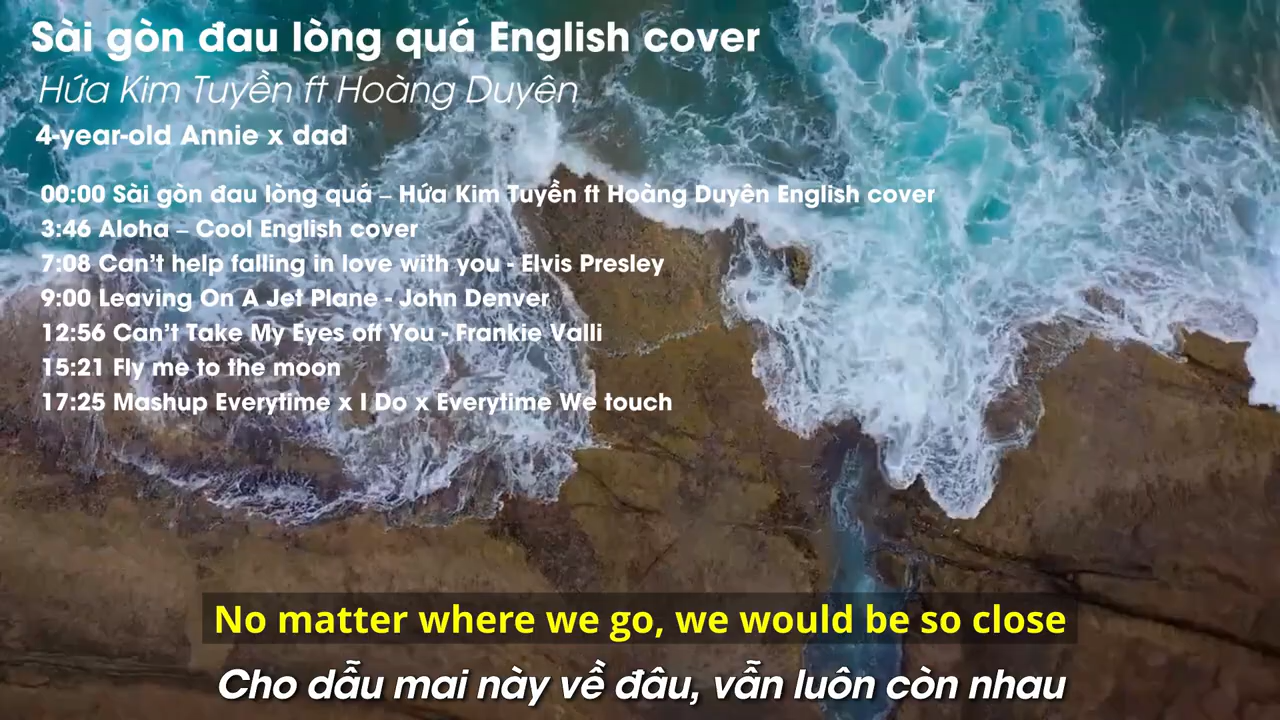 Sài gòn đau lòng quá English cover
Hứa Kim Tuyền ft Hoàng Duyên
4-year-old Annie x dad
00:00 Sài gòn đau lòng quá – Hứa Kim Tuyền ft Hoàng Duyên English cover
3:46 Aloha – Cool English cover
7:08 Can't help falling in love with you - Elvis Presley
9:00 Leaving On A Jet Plane - John Denver
12:56 Can't Take My Eyes off You - Frankie Valli
15:21 Fly me to the moon
17:25 Mashup Everytime x I Do x Everytime We touch
No matter where we go, we would be so close
Cho dẫu mai này về đâu, vẫn luôn còn nhau